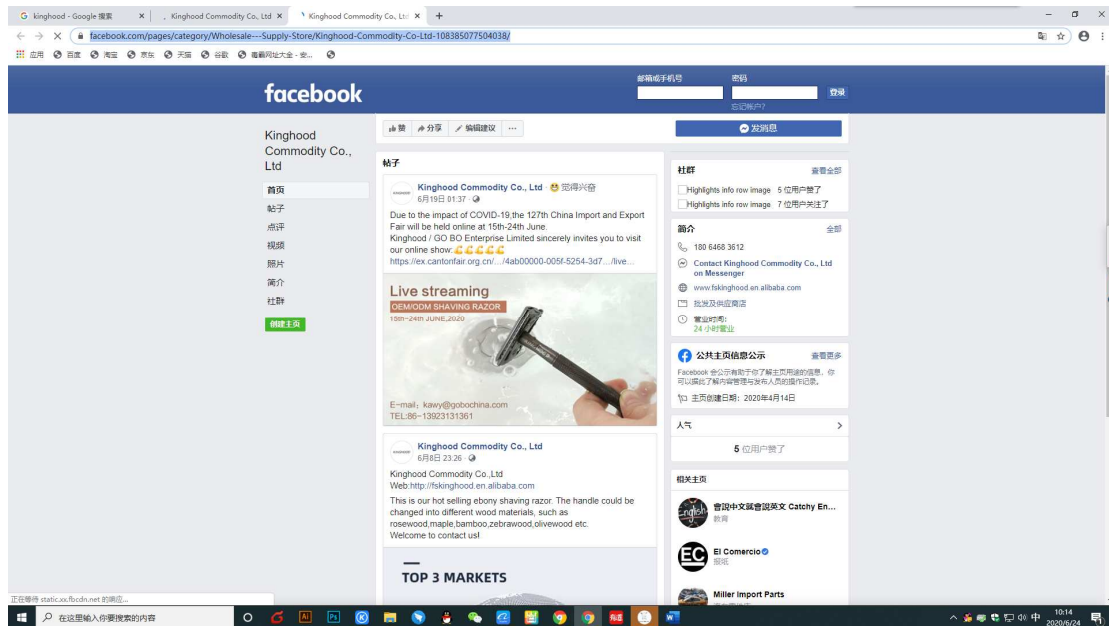 kinghood - Google 搜索
Kinghood Commodity Co., Ltd
Kinghood Commodity Co., Ltd
facebook.com/pages/category/Wholesale---Supply-Store/Kinghood-Commodity-Co-Ltd-108385077504038/
应用 百度 淘宝 京东 天猫 谷歌 毒霸网址大全 - 安...
facebook
邮箱或手机号 密码
登录
忘记帐户?
Kinghood
Commodity Co.,
Ltd
首页
帖子
点评
视频
照片
简介
社群
创建主页
赞 分享 编辑建议 ...
发消息
帖子
Kinghood Commodity Co., Ltd · 觉得兴奋
6月19日 01:37 ·
Due to the impact of COVID-19,the 127th China Import and Export
Fair will be held online at 15th-24th June.
Kinghood / GO BO Enterprise Limited sincerely invites you to visit
our online show:
https://ex.cantonfair.org.cn/.../4ab00000-005f-5254-3d7.../live...
Live streaming
OEM/ODM SHAVING RAZOR
15th-24th JUNE,2020
E-mail: kawy@gobochina.com
TEL:86-13923131361
Kinghood Commodity Co., Ltd
6月8日 23:26 ·
Kinghood Commodity Co.,Ltd
Web:http://fskinghood.en.alibaba.com
This is our hot selling ebony shaving razor. The handle could be
changed into different wood materials, such as
rosewood,maple,bamboo,zebrawood,olivewood etc.
Welcome to contact us!
TOP 3 MARKETS
社群 查看全部
Highlights info row image 5 位用户赞了
Highlights info row image 7 位用户关注了
简介 全部
180 6468 3612
Contact Kinghood Commodity Co., Ltd
on Messenger
www.fskinghood.en.alibaba.com
批发及供应商店
营业时间:
24 小时营业
公共主页信息公示 查看更多
Facebook 会公示有助于你了解主页用途的信息。你
可以据此了解内容管理与发布人员的操作记录。
主页创建日期: 2020年4月14日
人气
5 位用户赞了
相关主页
English
會說中文就會說英文 Catchy En...
教育
EC
El Comercio
报纸
Miller Import Parts
正在等待 static.xx.fbcdn.net 的响应...
在这里输入你要搜索的内容
中 10:14
2020/6/24